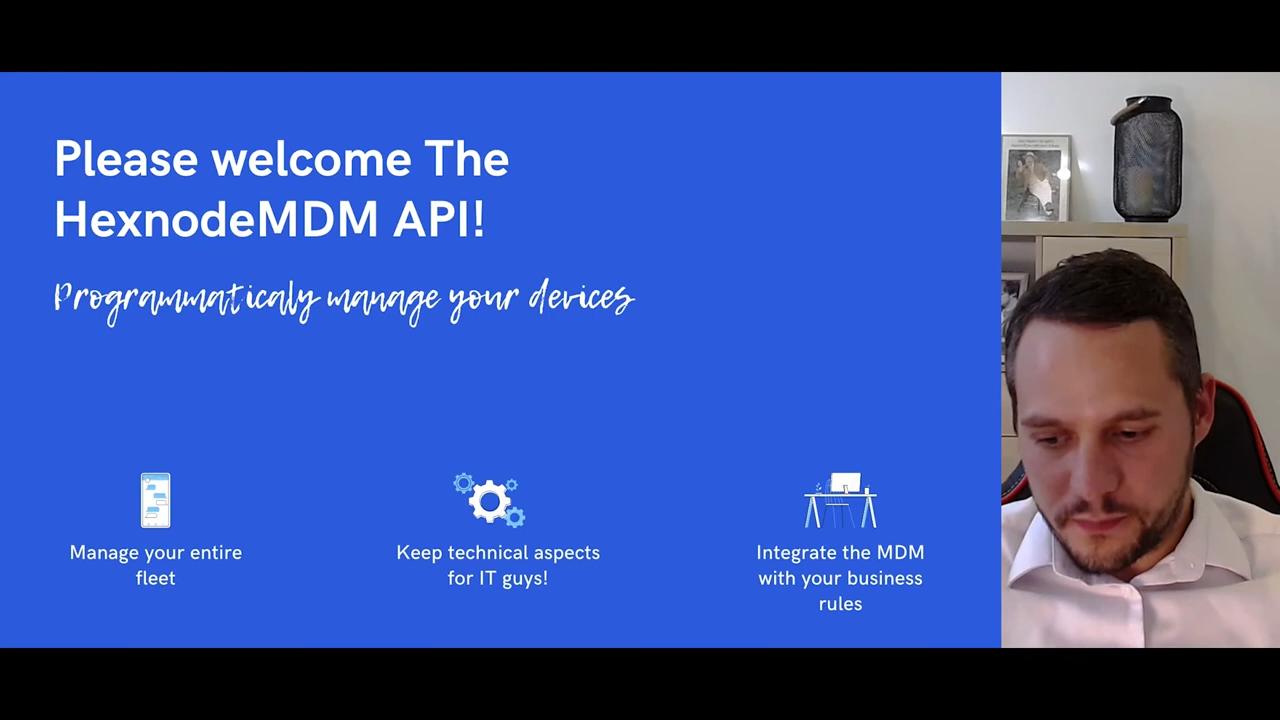 Please welcome The
HexnodeMDM API!
Programmaticaly manage your devices
Manage your entire
fleet
Keep technical aspects
for IT guys!
Integrate the MDM
with your business
rules